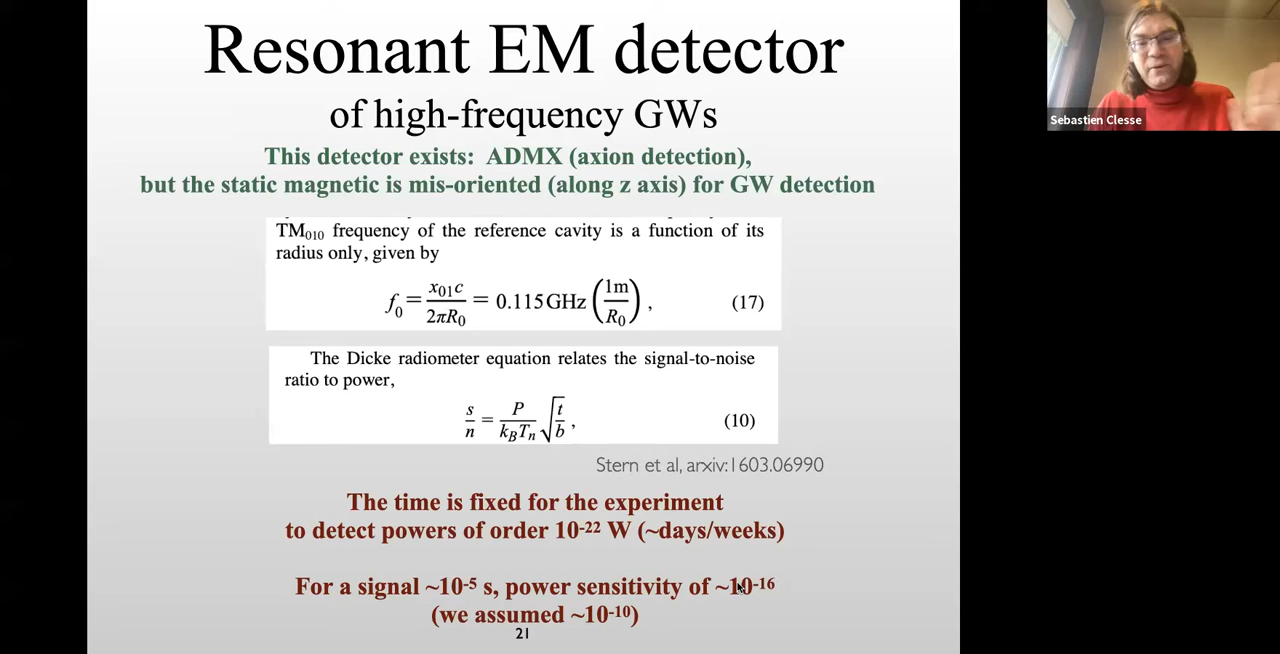 Resonant EM detector
of high-frequency GWs
This detector exists: ADMX (axion detection),
but the static magnetic is mis-oriented (along z axis) for GW detection
TM₀₁₀ frequency of the reference cavity is a function of its
radius only, given by
f₀ = x₀₁c / 2πR₀ = 0.115 GHz (1m / R₀), (17)
The Dicke radiometer equation relates the signal-to-noise
ratio to power,
s/n = P / k_BT_n √(t/b), (10)
Stern et al, arxiv:1603.06990
The time is fixed for the experiment
to detect powers of order 10⁻²² W (~days/weeks)
For a signal ~10⁻⁵ s, power sensitivity of ~10⁻¹⁶
(we assumed ~10⁻¹⁰)
21
Sebastien Clesse